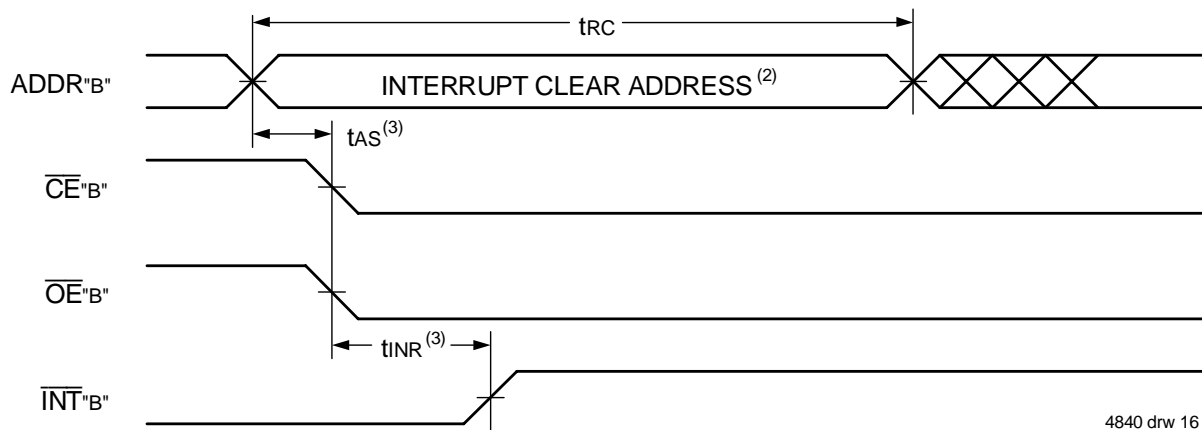 tRC
ADDR"B"
INTERRUPT CLEAR ADDRESS (2)
tAS (3)
CE"B"
OE"B"
tINR (3)
INT"B"
4840 drw 16